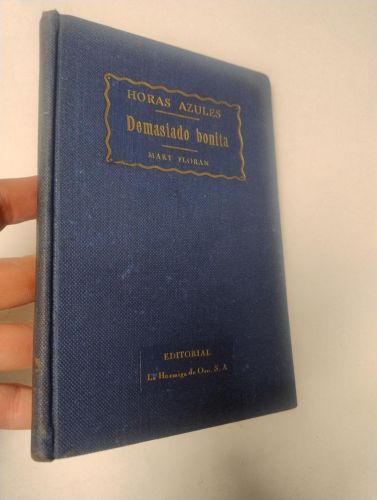 HORAS AZULES
Demasiado bonita
MARY FLORAN
EDITORIAL
La Hormiga de Oro, S. A